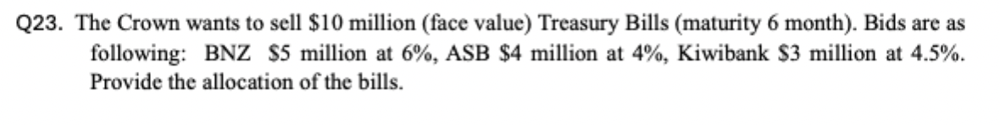 Q23. The Crown wants to sell $10 million (face value) Treasury Bills (maturity 6 month). Bids are as
following: BNZ $5 million at 6%, ASB $4 million at 4%, Kiwibank $3 million at 4.5%.
Provide the allocation of the bills.